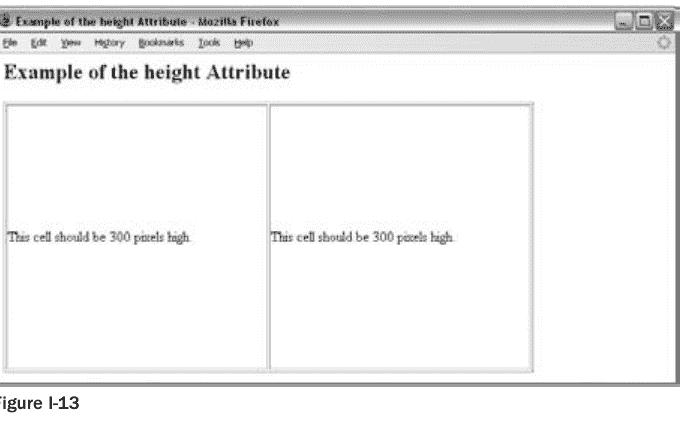 Example of the height Attribute - Mozilla Firefox
File Edit View History Bookmarks Tools Help
Example of the height Attribute
This cell should be 300 pixels high. This cell should be 300 pixels high.
Figure I-13